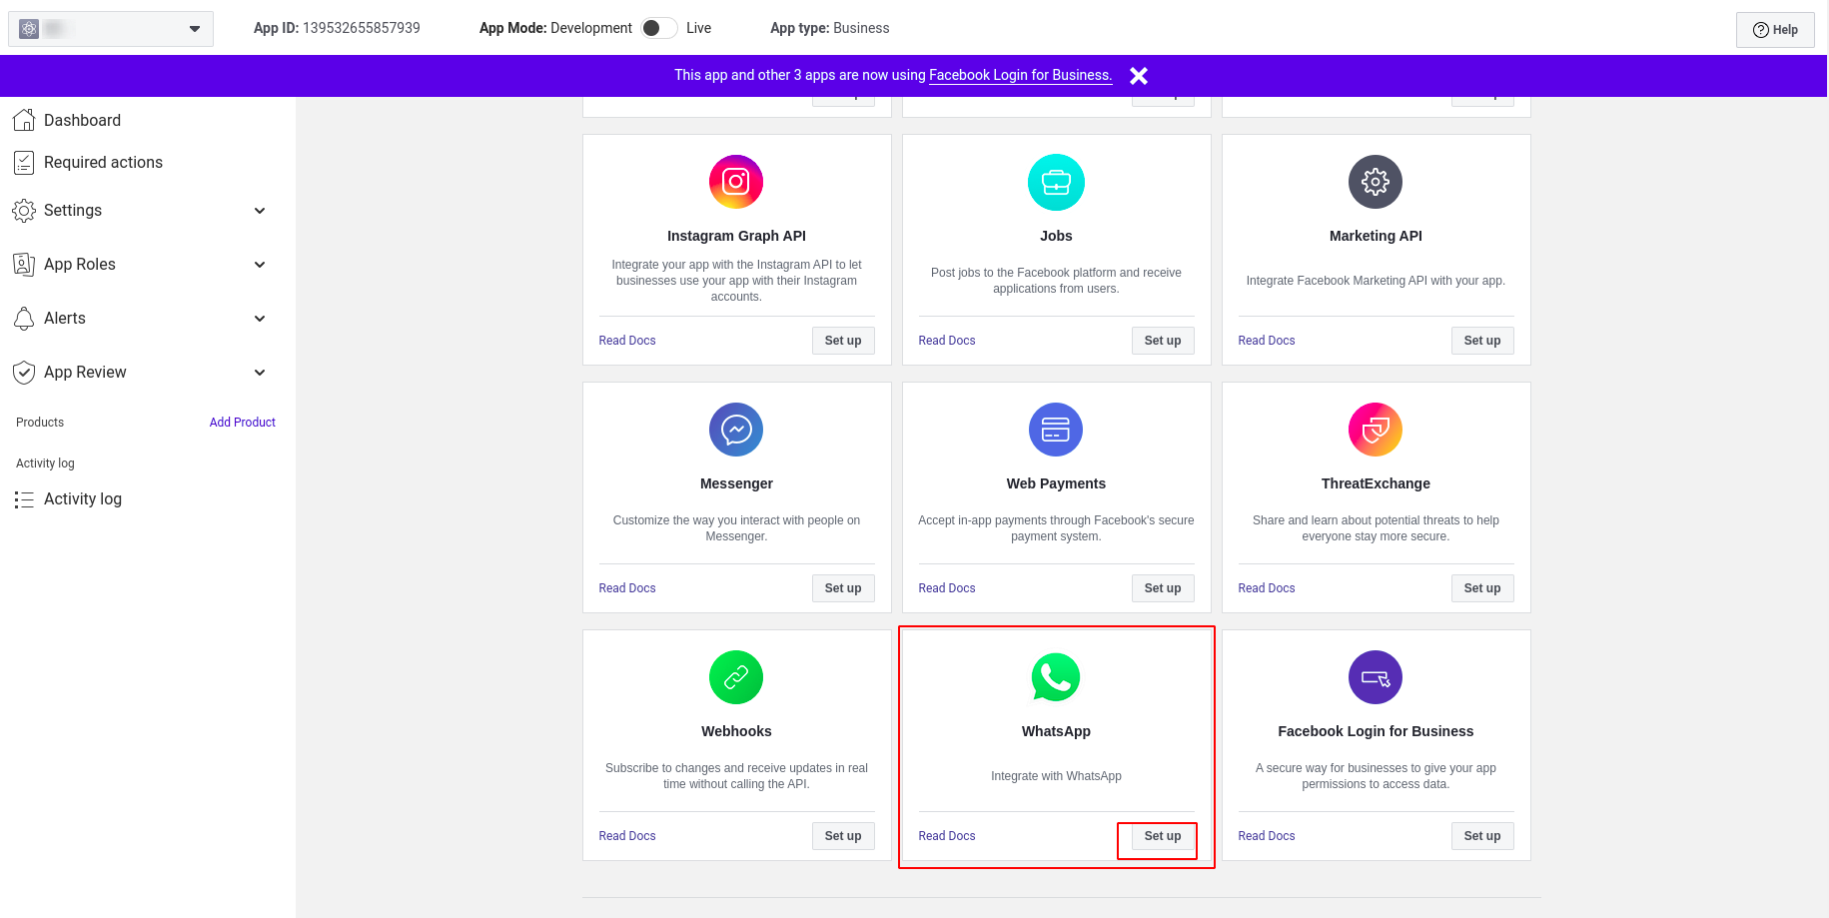 App ID: 139532655857939
App Mode: Development
Live
App type: Business
Help
This app and other 3 apps are now using Facebook Login for Business.
Dashboard
Required actions
Settings
App Roles
Alerts
App Review
Products
Add Product
Activity log
Activity log
Instagram Graph API
Integrate your app with the Instagram API to let
businesses use your app with their Instagram
accounts.
Read Docs
Set up
Jobs
Post jobs to the Facebook platform and receive
applications from users.
Read Docs
Set up
Marketing API
Integrate Facebook Marketing API with your app.
Read Docs
Set up
Messenger
Customize the way you interact with people on
Messenger.
Read Docs
Set up
Web Payments
Accept in-app payments through Facebook's secure
payment system.
Read Docs
Set up
ThreatExchange
Share and learn about potential threats to help
everyone stay more secure.
Read Docs
Set up
Webhooks
Subscribe to changes and receive updates in real
time without calling the API.
Read Docs
Set up
WhatsApp
Integrate with WhatsApp
Read Docs
Set up
Facebook Login for Business
A secure way for businesses to give your app
permissions to access data.
Read Docs
Set up